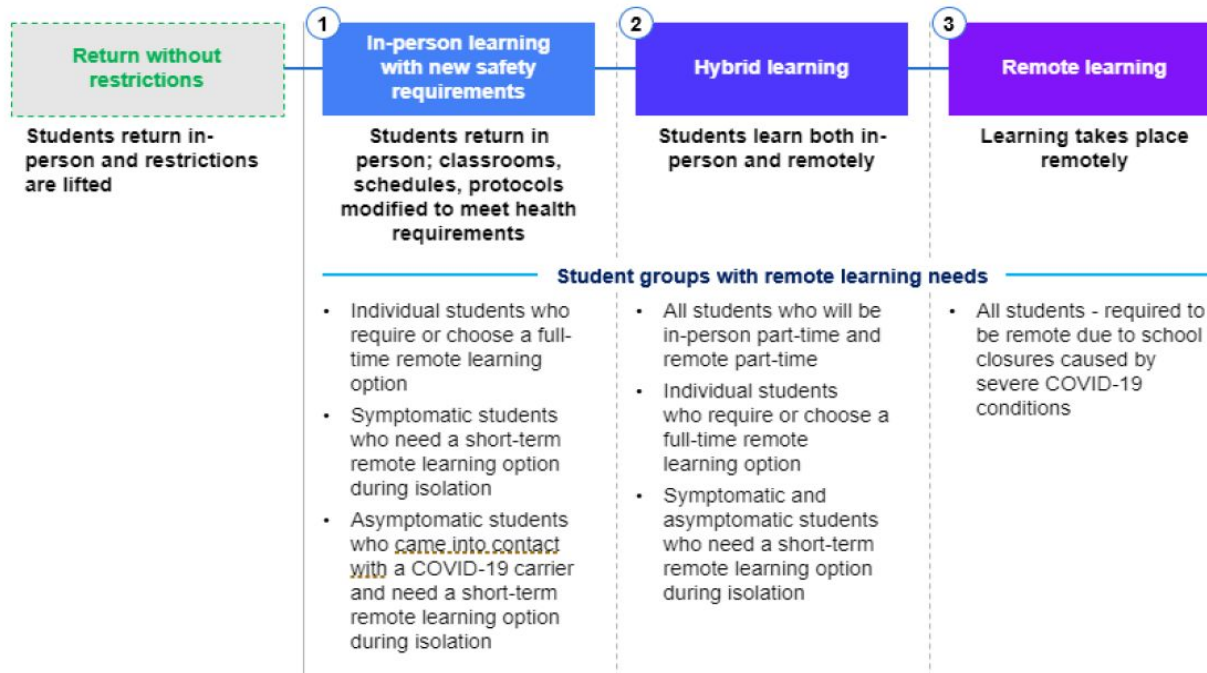 Return without
restrictions
Students return in-
person and restrictions
are lifted
1
In-person learning
with new safety
requirements
Students return in
person; classrooms,
schedules, protocols
modified to meet health
requirements
2
Hybrid learning
Students learn both in-
person and remotely
3
Remote learning
Learning takes place
remotely
Student groups with remote learning needs
• Individual students who
require or choose a full-
time remote learning
option
• Symptomatic students
who need a short-term
remote learning option
during isolation
• Asymptomatic students
who came into contact
with a COVID-19 carrier
and need a short-term
remote learning option
during isolation
• All students who will be
in-person part-time and
remote part-time
• Individual students
who require or choose a
full-time remote
learning option
• Symptomatic and
asymptomatic students
who need a short-term
remote learning option
during isolation
• All students - required to
be remote due to school
closures caused by
severe COVID-19
conditions